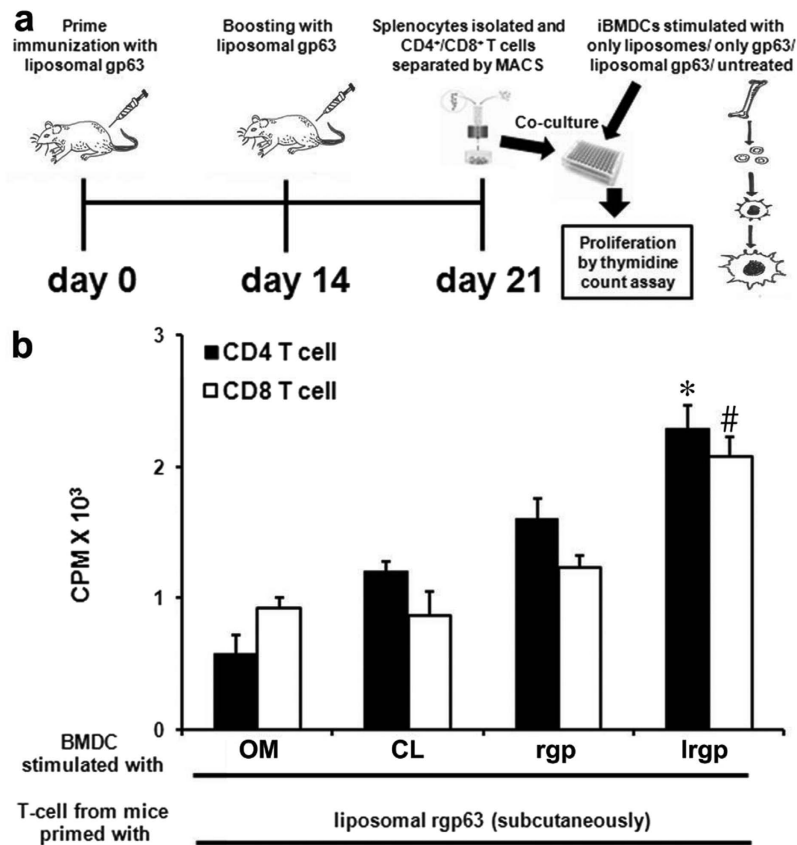 a
Prime
immunization with
liposomal gp63
Boosting with
liposomal gp63
Splenocytes isolated and
CD4⁺/CD8⁺ T cells
separated by MACS
iBMDCs stimulated with
only liposomes/ only gp63/
liposomal gp63/ untreated
Co-culture
Proliferation
by thymidine
count assay
day 0
day 14
day 21
b
CD4 T cell
CD8 T cell
CPM X 10³
3
2
1
0
*
#
BMDC
stimulated with
OM
CL
rgp
lrgp
T-cell from mice
primed with
liposomal rgp63 (subcutaneously)